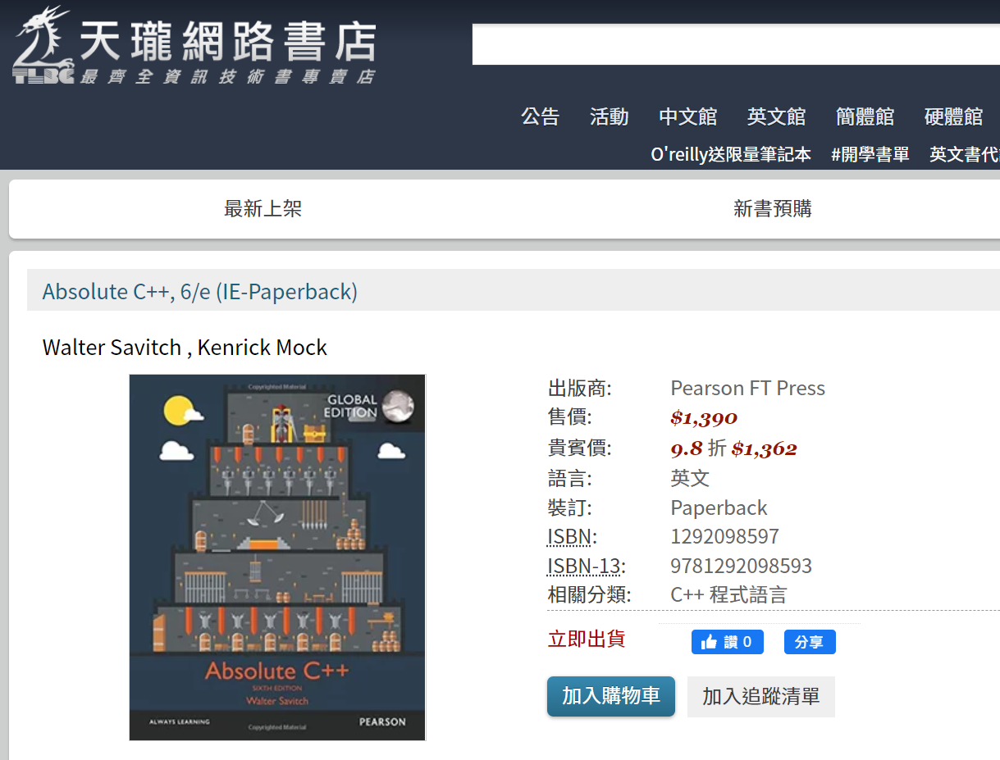 天瓏網路書店
TLBC 最齊全資訊技術書專賣店
公告 活動 中文館 英文館 簡體館 硬體館
O'reilly送限量筆記本 #開學書單 英文書代
最新上架 新書預購
Absolute C++, 6/e (IE-Paperback)
Walter Savitch , Kenrick Mock
Copyrighted Material
GLOBAL
EDITION
Absolute C++
SIXTH EDITION
Walter Savitch
ALWAYS LEARNING
PEARSON
Copyrighted Material
出版商: Pearson FT Press
售價: $1,390
貴賓價: 9.8 折 $1,362
語言: 英文
裝訂: Paperback
ISBN: 1292098597
ISBN-13: 9781292098593
相關分類: C++ 程式語言
立即出貨 讚 0 分享
加入購物車 加入追蹤清單